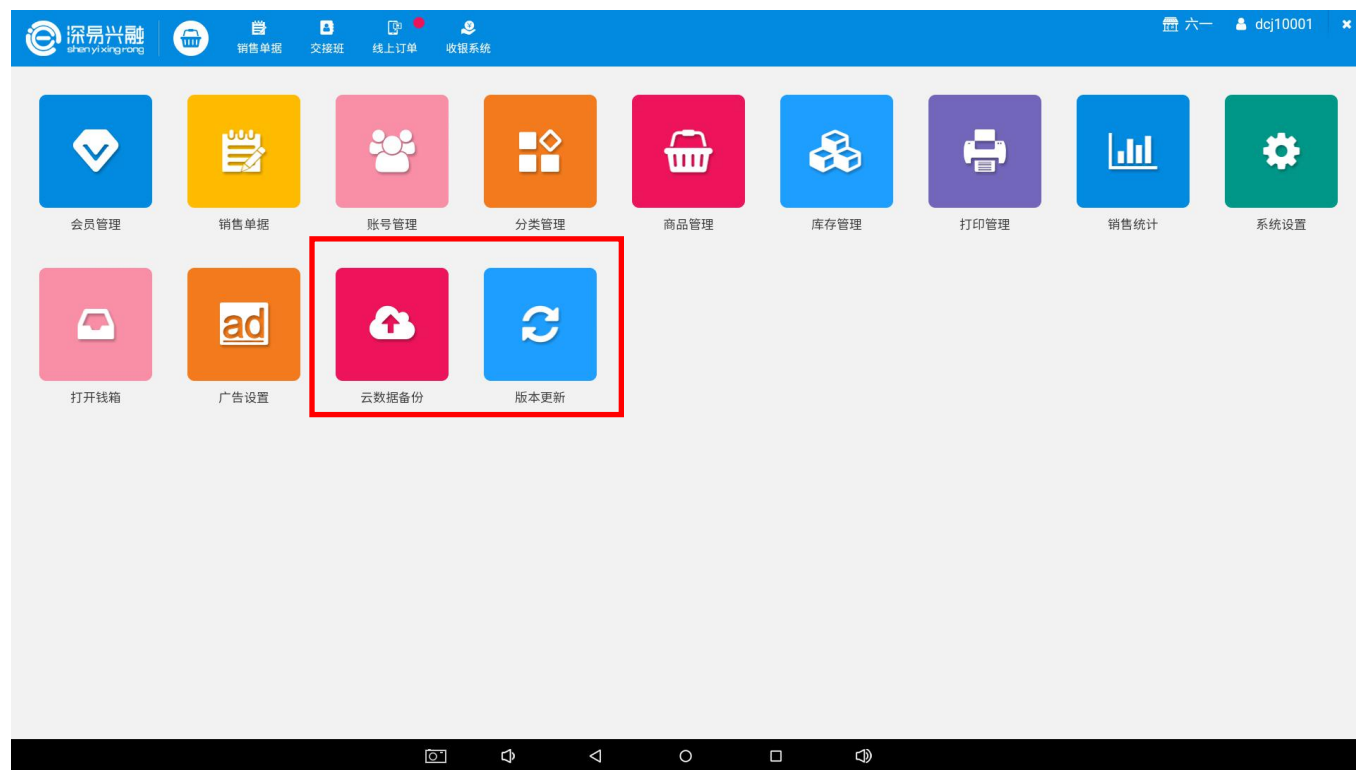 深易兴融
shenyixingrong
销售单据
交接班
线上订单
收银系统
六一
dcj10001
会员管理
销售单据
账号管理
分类管理
商品管理
库存管理
打印管理
销售统计
系统设置
ad
打开钱箱
广告设置
云数据备份
版本更新